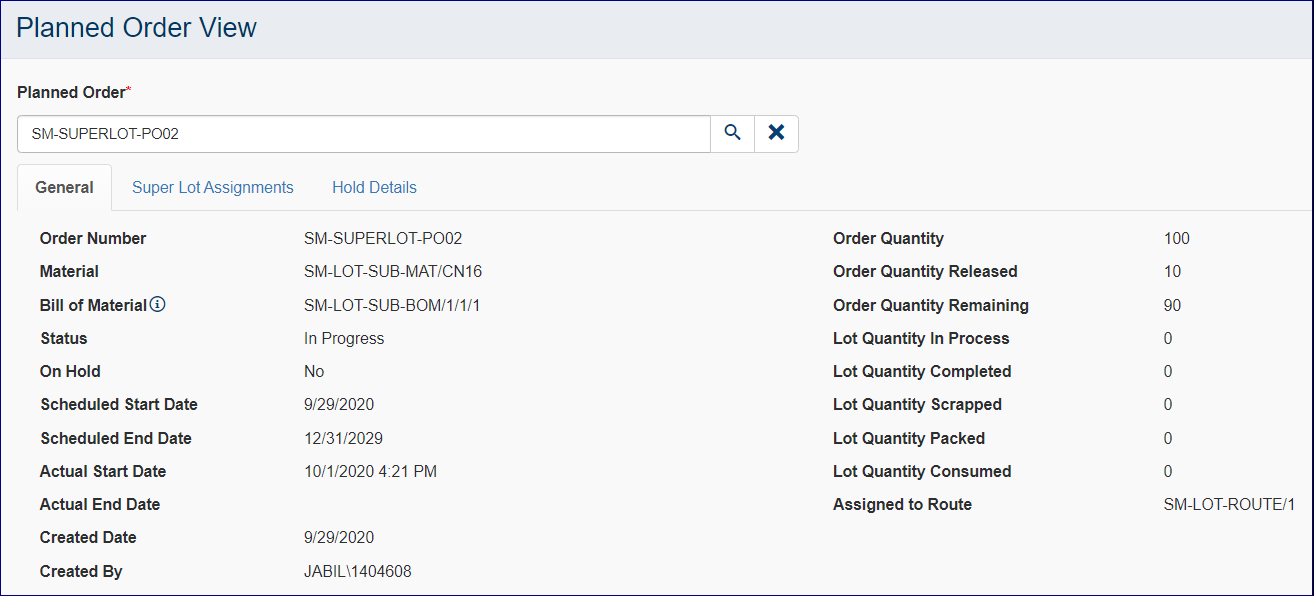 Planned Order View
Planned Order*
SM-SUPERLOT-PO02
General Super Lot Assignments Hold Details
Order Number SM-SUPERLOT-PO02 Order Quantity 100
Material SM-LOT-SUB-MAT/CN16 Order Quantity Released 10
Bill of Material SM-LOT-SUB-BOM/1/1/1 Order Quantity Remaining 90
Status In Progress Lot Quantity In Process 0
On Hold No Lot Quantity Completed 0
Scheduled Start Date 9/29/2020 Lot Quantity Scrapped 0
Scheduled End Date 12/31/2029 Lot Quantity Packed 0
Actual Start Date 10/1/2020 4:21 PM Lot Quantity Consumed 0
Actual End Date Assigned to Route SM-LOT-ROUTE/1
Created Date 9/29/2020
Created By JABIL\1404608